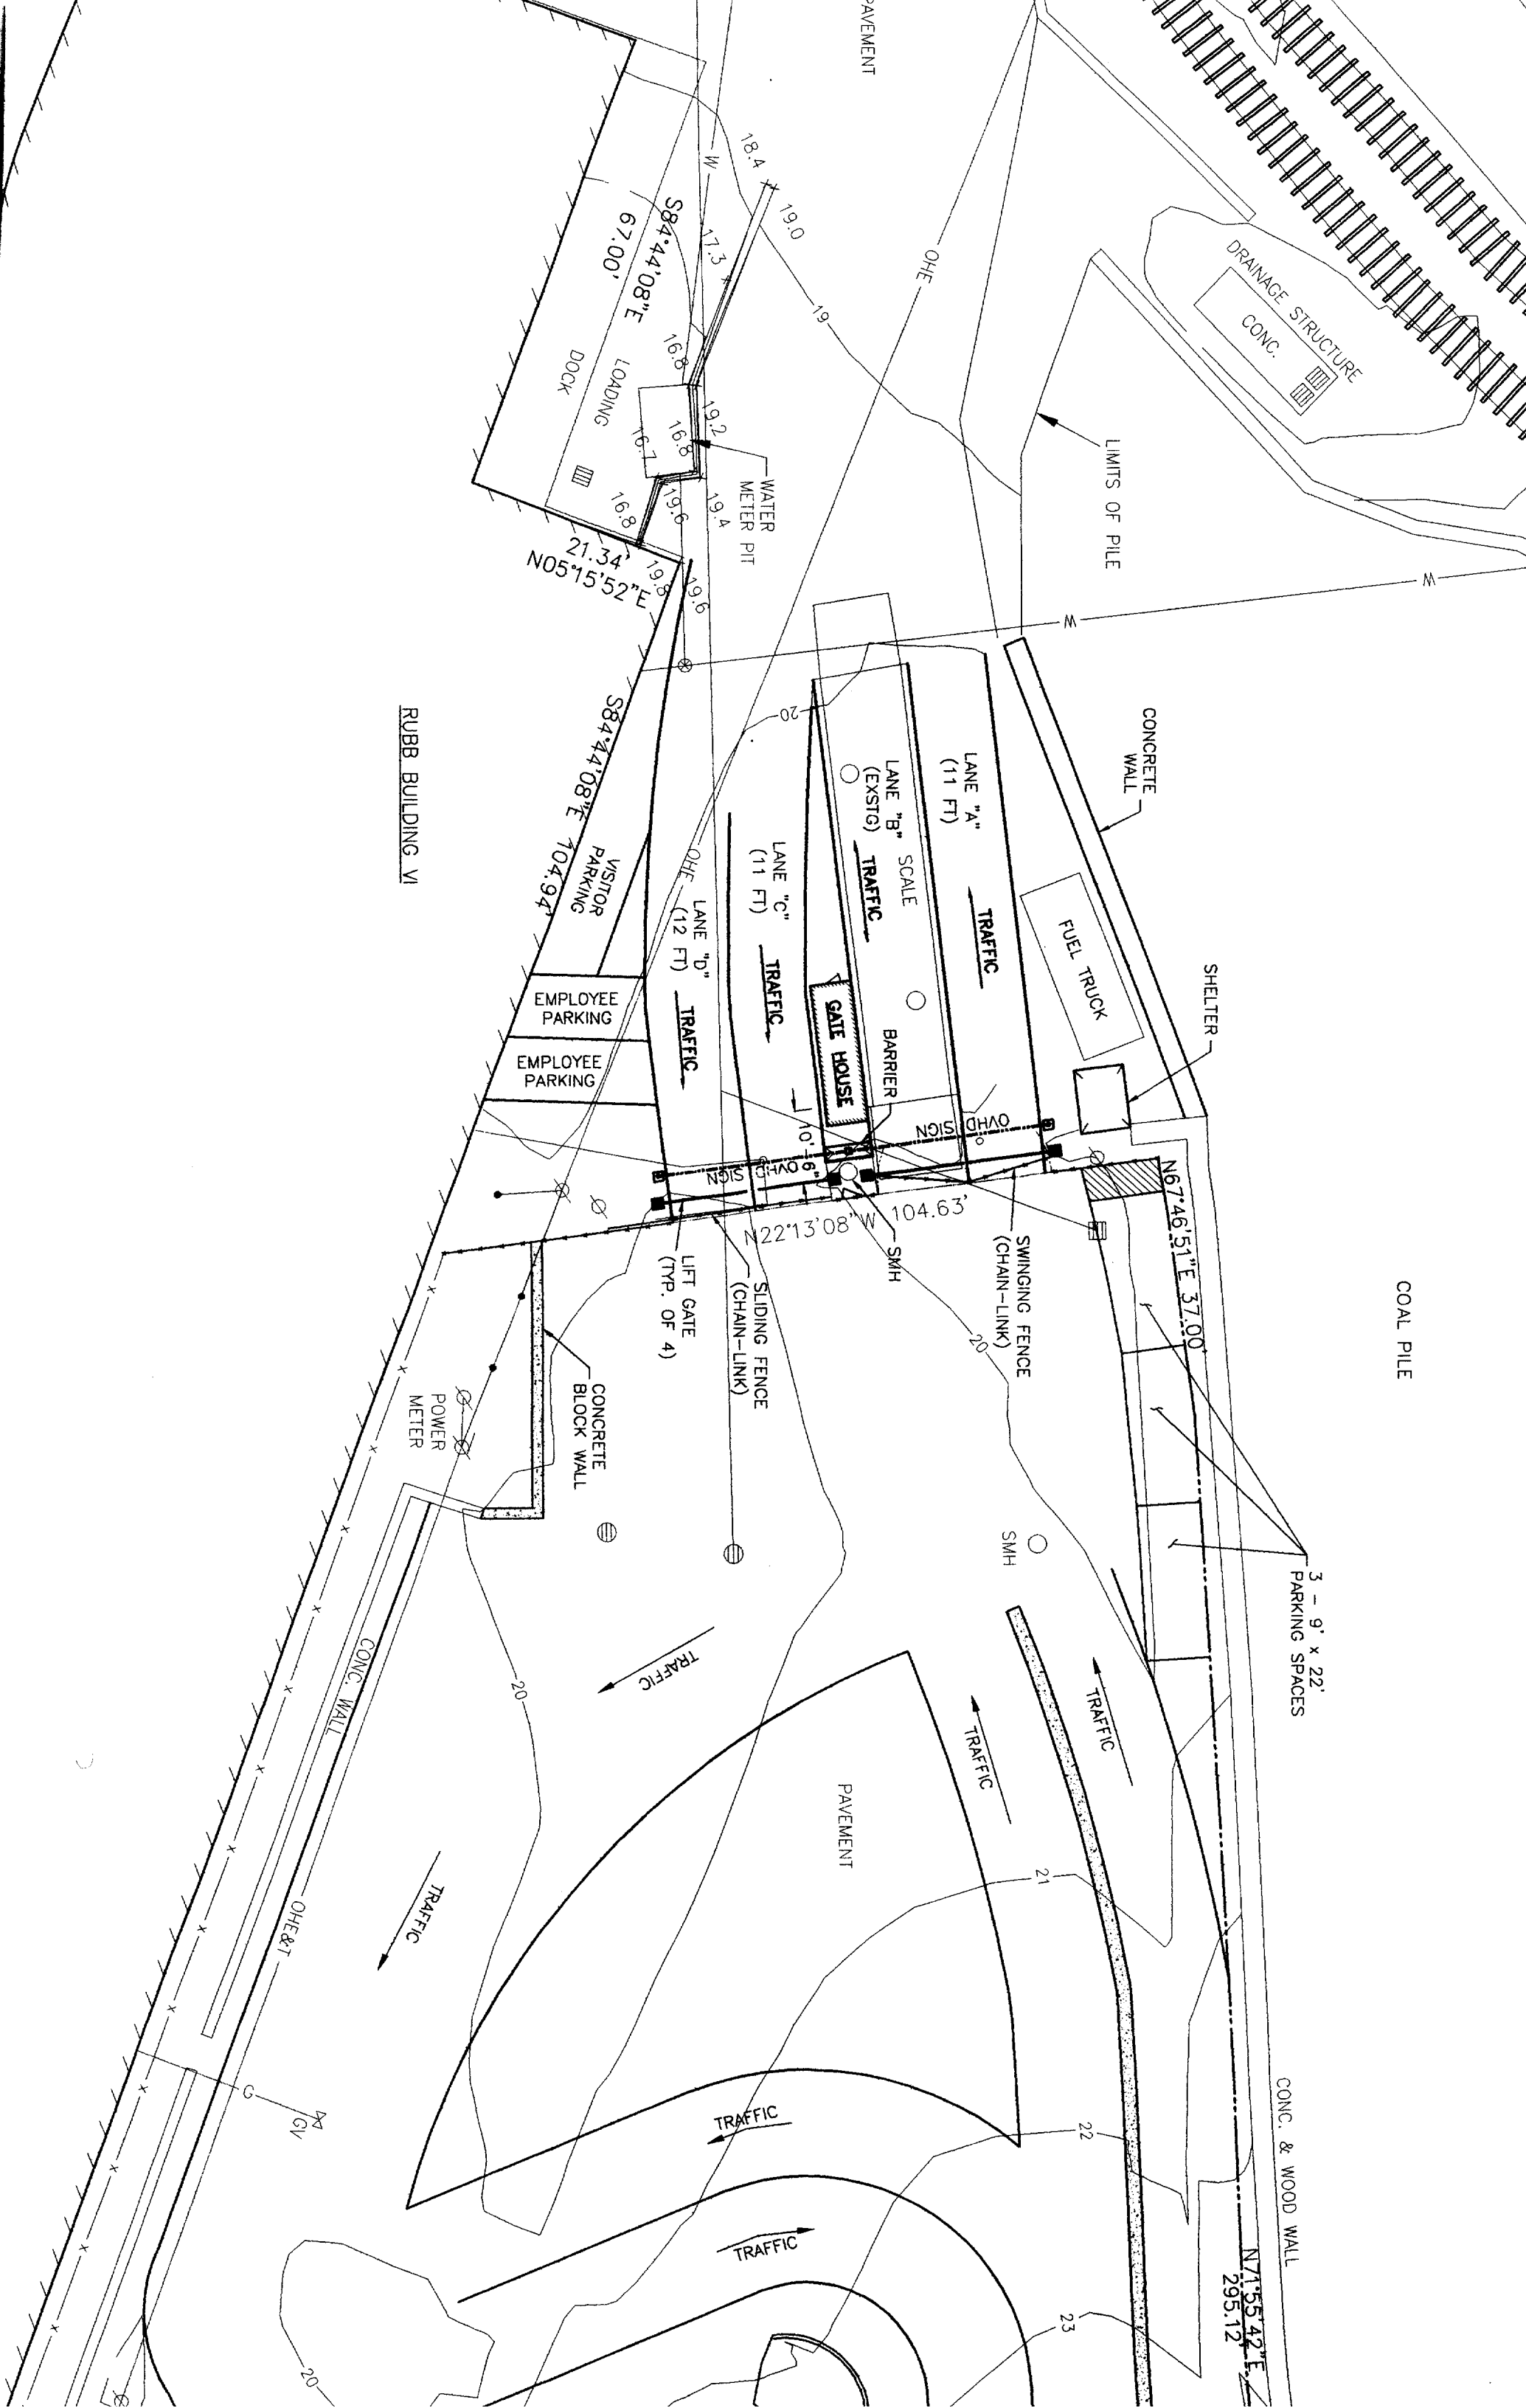 PAVEMENT
18.4
19.0
W
17.3
S84°44'08"E
67.00'
OHE
DRAINAGE STRUCTURE
CONC.
19
16.8
LOADING
DOCK
19.2
16.8
16.7
LIMITS OF PILE
WATER
METER PIT
19.4
19.6
16.8
21.34'
N05°15'52"E
19.8
19.6
W
W
RUBB BUILDING VI
S84°44'08"E 104.94'
20
CONCRETE
WALL
LANE "A"
(11 FT)
LANE "B"
(EXSTG)
SCALE
TRAFFIC
TRAFFIC
LANE "C"
(11 FT)
TRAFFIC
OHE
LANE "D"
(12 FT)
TRAFFIC
VISITOR
PARKING
EMPLOYEE
PARKING
EMPLOYEE
PARKING
FUEL TRUCK
SHELTER
GATE HOUSE
BARRIER
OVHD SIGN
OVHD SIGN
10'-6"
N22°13'08"W 104.63'
N67°46'51"E 37.00'
SMH
SWINGING FENCE
(CHAIN-LINK)
SLIDING FENCE
(CHAIN-LINK)
LIFT GATE
(TYP. OF 4)
COAL PILE
20
CONCRETE
BLOCK WALL
POWER
METER
SMH
3 - 9' x 22'
PARKING SPACES
TRAFFIC
TRAFFIC
TRAFFIC
20
CONC. WALL
PAVEMENT
21
TRAFFIC
OHE&T
G
GV
TRAFFIC
22
CONC. & WOOD WALL
TRAFFIC
N71°55'42"E
295.12'
23
20